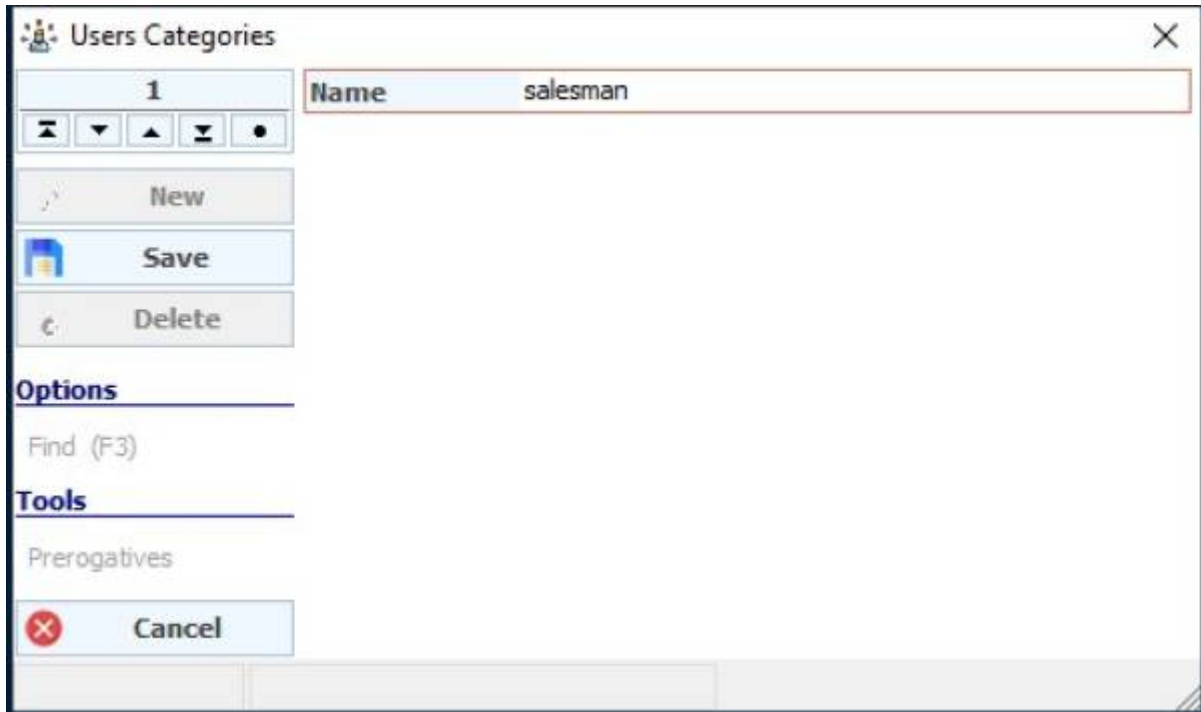 Users Categories
1
Name salesman
New
Save
Delete
Options
Find (F3)
Tools
Prerogatives
Cancel